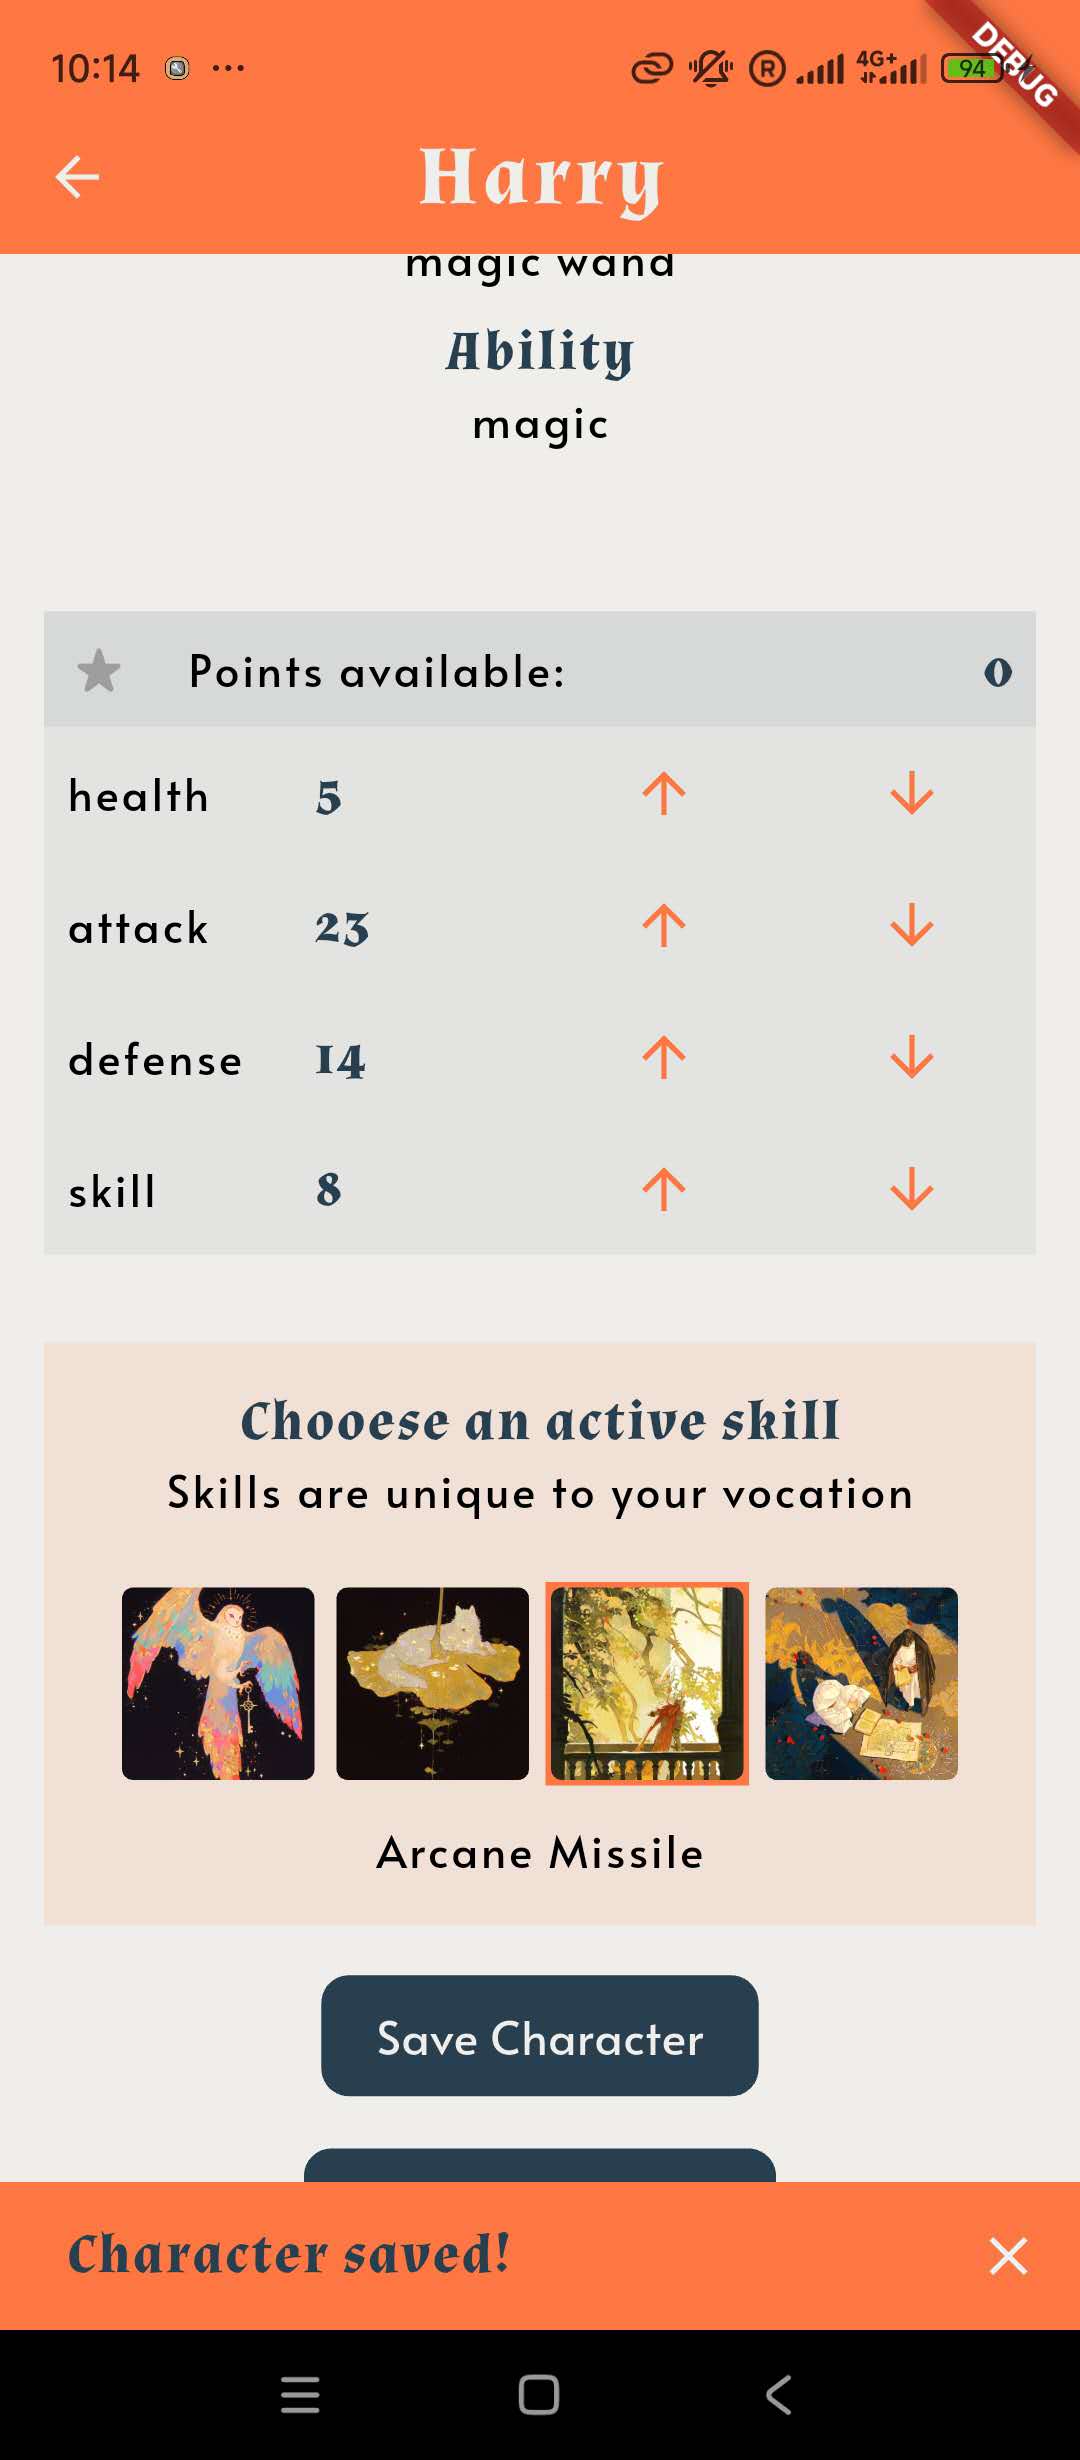 10:14 ... R 4G+ 94
DEBUG
Harry
magic wand
Ability
magic
Points available: 0
health 5
attack 23
defense 14
skill 8
Chooese an active skill
Skills are unique to your vocation
Arcane Missile
Save Character
Character saved!